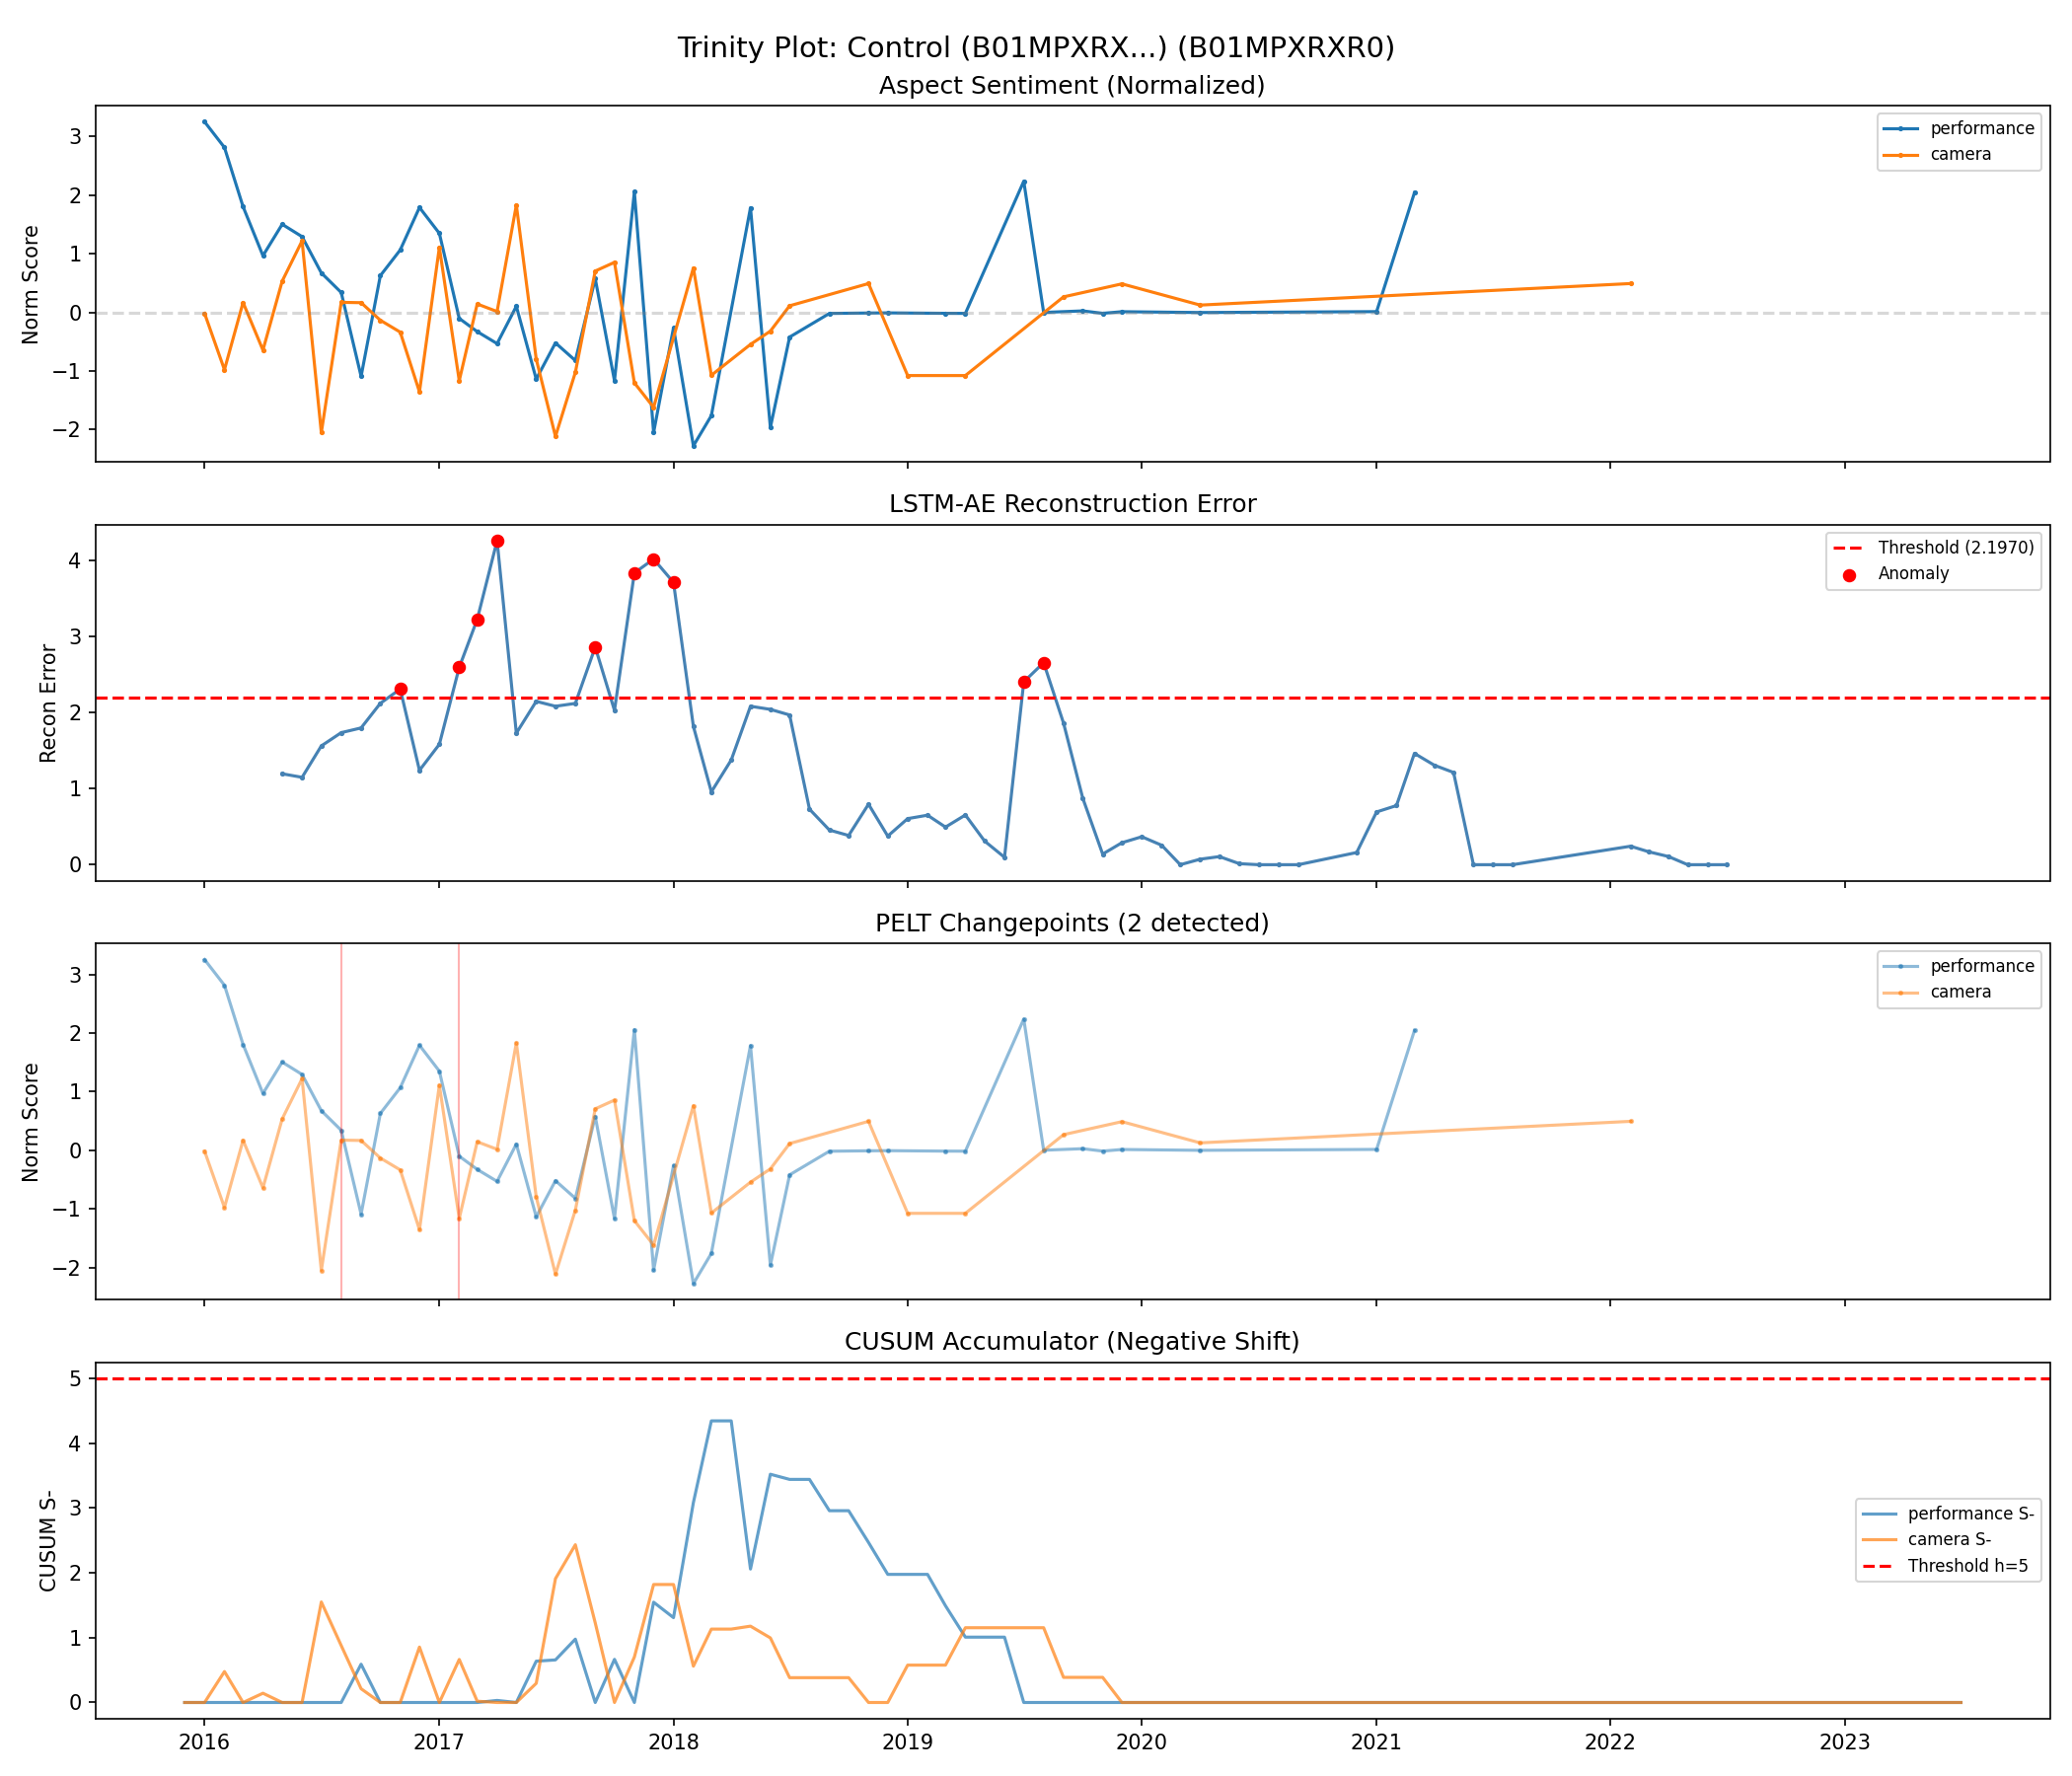 Trinity Plot: Control (B01MPXRX...) (B01MPXRXR0)
Aspect Sentiment (Normalized)
Norm Score
3
2
1
0
−1
−2
performance
camera
LSTM-AE Reconstruction Error
Recon Error
4
3
2
1
0
Threshold (2.1970)
Anomaly
PELT Changepoints (2 detected)
Norm Score
3
2
1
0
−1
−2
performance
camera
CUSUM Accumulator (Negative Shift)
CUSUM S-
5
4
3
2
1
0
performance S-
camera S-
Threshold h=5
2016 2017 2018 2019 2020 2021 2022 2023